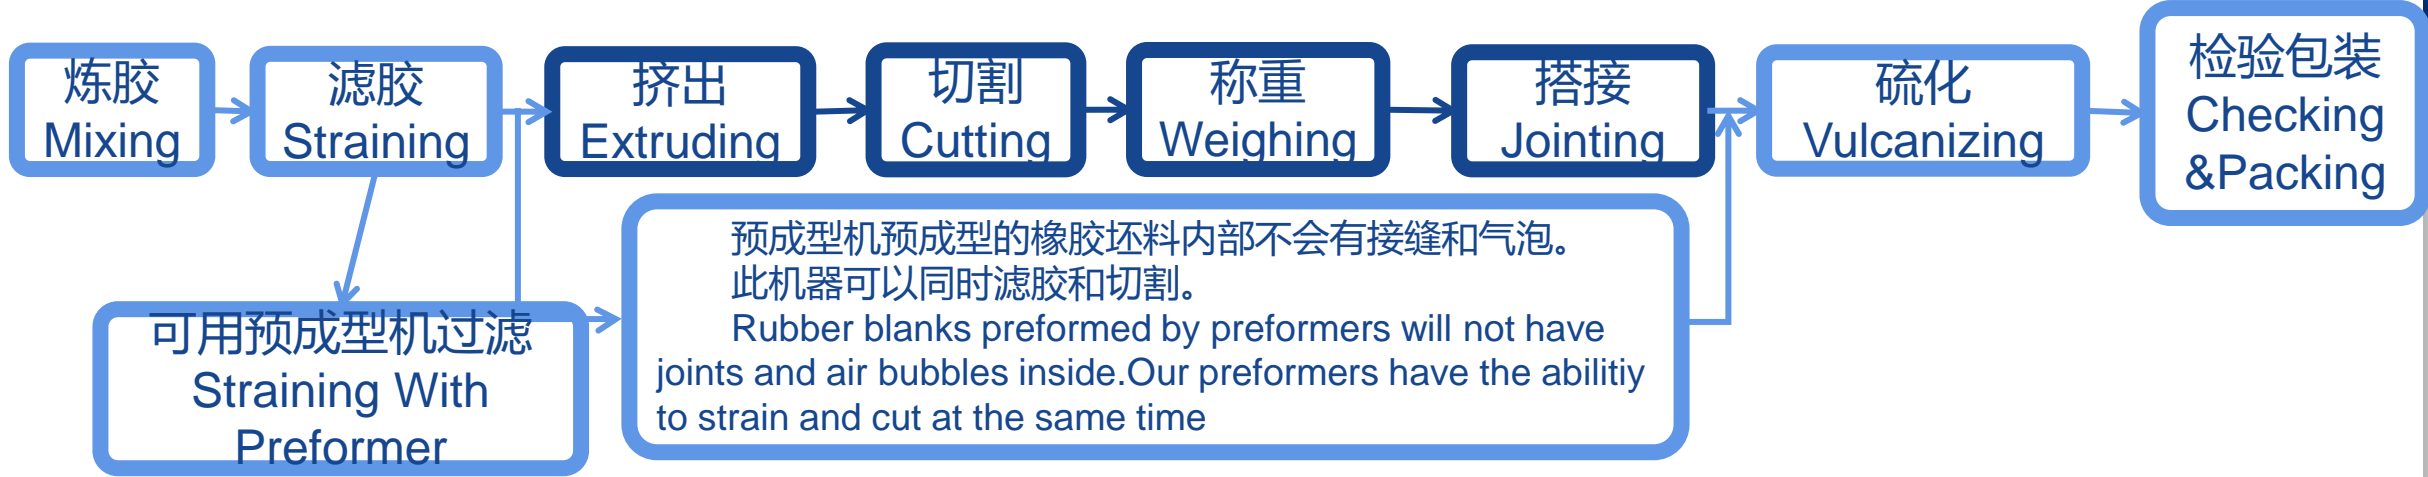 炼胶
Mixing
滤胶
Straining
挤出
Extruding
切割
Cutting
称重
Weighing
搭接
Jointing
硫化
Vulcanizing
检验包装
Checking
&Packing
可用预成型机过滤
Straining With
Preformer
预成型机预成型的橡胶坯料内部不会有接缝和气泡。
此机器可以同时滤胶和切割。
Rubber blanks preformed by preformers will not have
joints and air bubbles inside.Our preformers have the abilitiy
to strain and cut at the same time